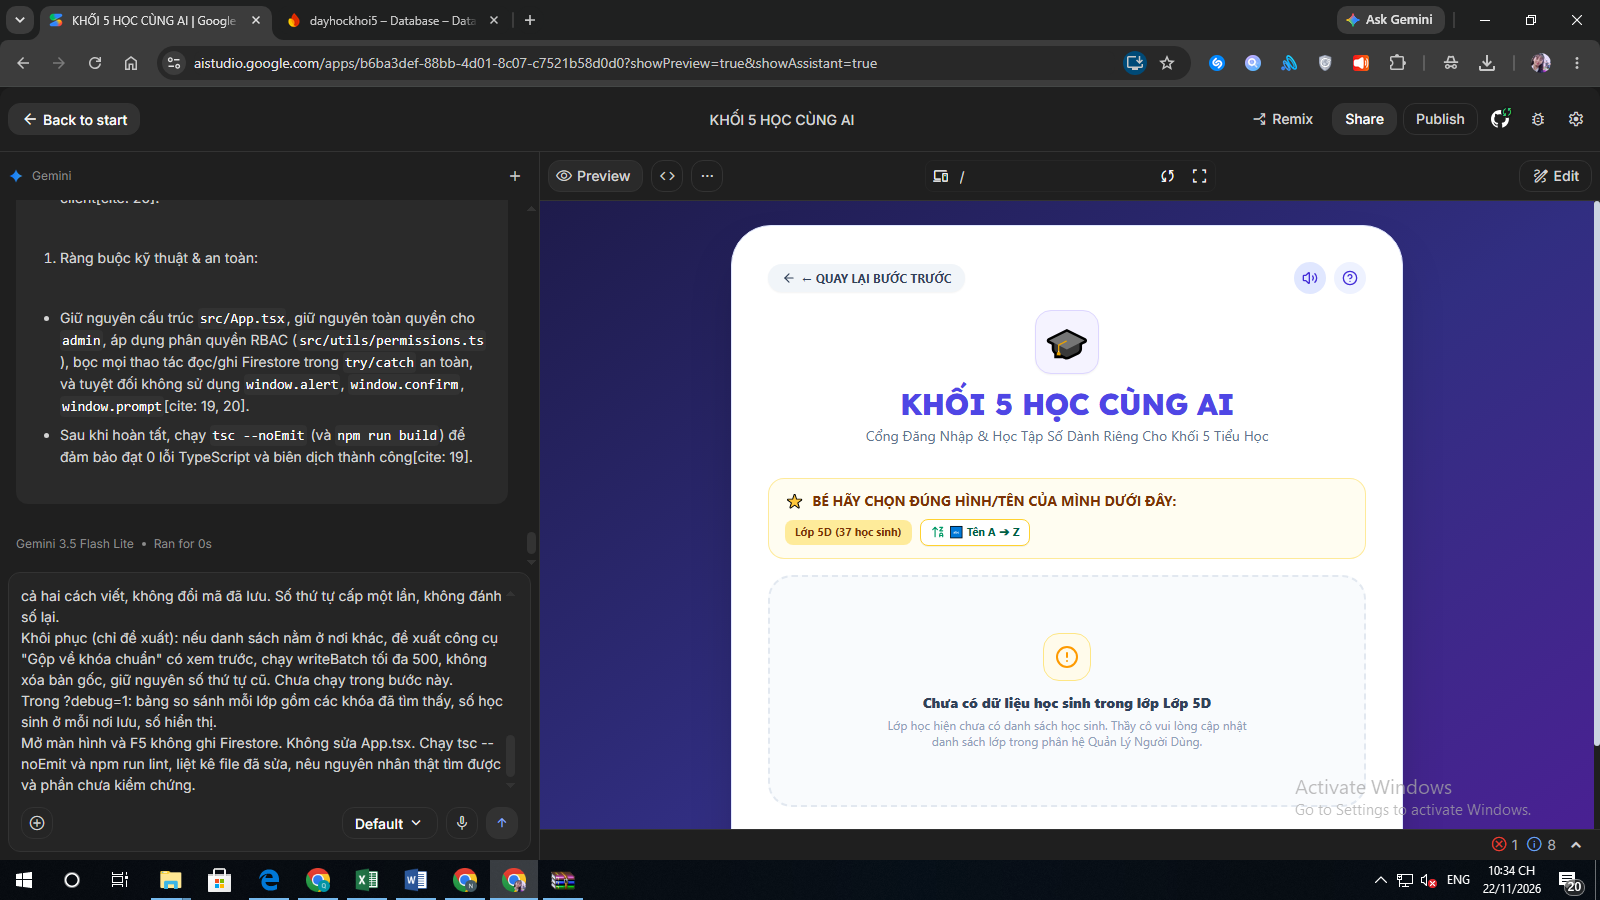 KHỐI 5 HỌC CÙNG AI | Google
dayhockhoi5 – Database – Data
Ask Gemini
aistudio.google.com/apps/b6ba3def-88bb-4d01-8c07-c7521b58d0d0?showPreview=true&showAssistant=true
Back to start
KHỐI 5 HỌC CÙNG AI
Remix
Share
Publish
Gemini
Preview
/
Edit
client[cite: 20].
1. Ràng buộc kỹ thuật & an toàn:
• Giữ nguyên cấu trúc src/App.tsx, giữ nguyên toàn quyền cho
admin, áp dụng phân quyền RBAC (src/utils/permissions.ts
), bọc mọi thao tác đọc/ghi Firestore trong try/catch an toàn,
và tuyệt đối không sử dụng window.alert, window.confirm,
window.prompt[cite: 19, 20].
• Sau khi hoàn tất, chạy tsc --noEmit (và npm run build) để
đảm bảo đạt 0 lỗi TypeScript và biên dịch thành công[cite: 19].
Gemini 3.5 Flash Lite • Ran for 0s
cả hai cách viết, không đổi mã đã lưu. Số thứ tự cấp một lần, không đánh
số lại.
Khôi phục (chỉ đề xuất): nếu danh sách nằm ở nơi khác, đề xuất công cụ
"Gộp về khóa chuẩn" có xem trước, chạy writeBatch tối đa 500, không
xóa bản gốc, giữ nguyên số thứ tự cũ. Chưa chạy trong bước này.
Trong ?debug=1: bảng so sánh mỗi lớp gồm các khóa đã tìm thấy, số học
sinh ở mỗi nơi lưu, số hiển thị.
Mở màn hình và F5 không ghi Firestore. Không sửa App.tsx. Chạy tsc --
noEmit và npm run lint, liệt kê file đã sửa, nêu nguyên nhân thật tìm được
và phần chưa kiểm chứng.
Default
← QUAY LẠI BƯỚC TRƯỚC
KHỐI 5 HỌC CÙNG AI
Cổng Đăng Nhập & Học Tập Số Dành Riêng Cho Khối 5 Tiểu Học
BÉ HÃY CHỌN ĐÚNG HÌNH/TÊN CỦA MÌNH DƯỚI ĐÂY:
Lớp 5D (37 học sinh)
Tên A ➔ Z
Chưa có dữ liệu học sinh trong lớp Lớp 5D
Lớp học hiện chưa có danh sách học sinh. Thầy cô vui lòng cập nhật
danh sách lớp trong phân hệ Quản Lý Người Dùng.
Activate Windows
Go to Settings to activate Windows.
1
8
ENG
10:34 CH
22/11/2026
20